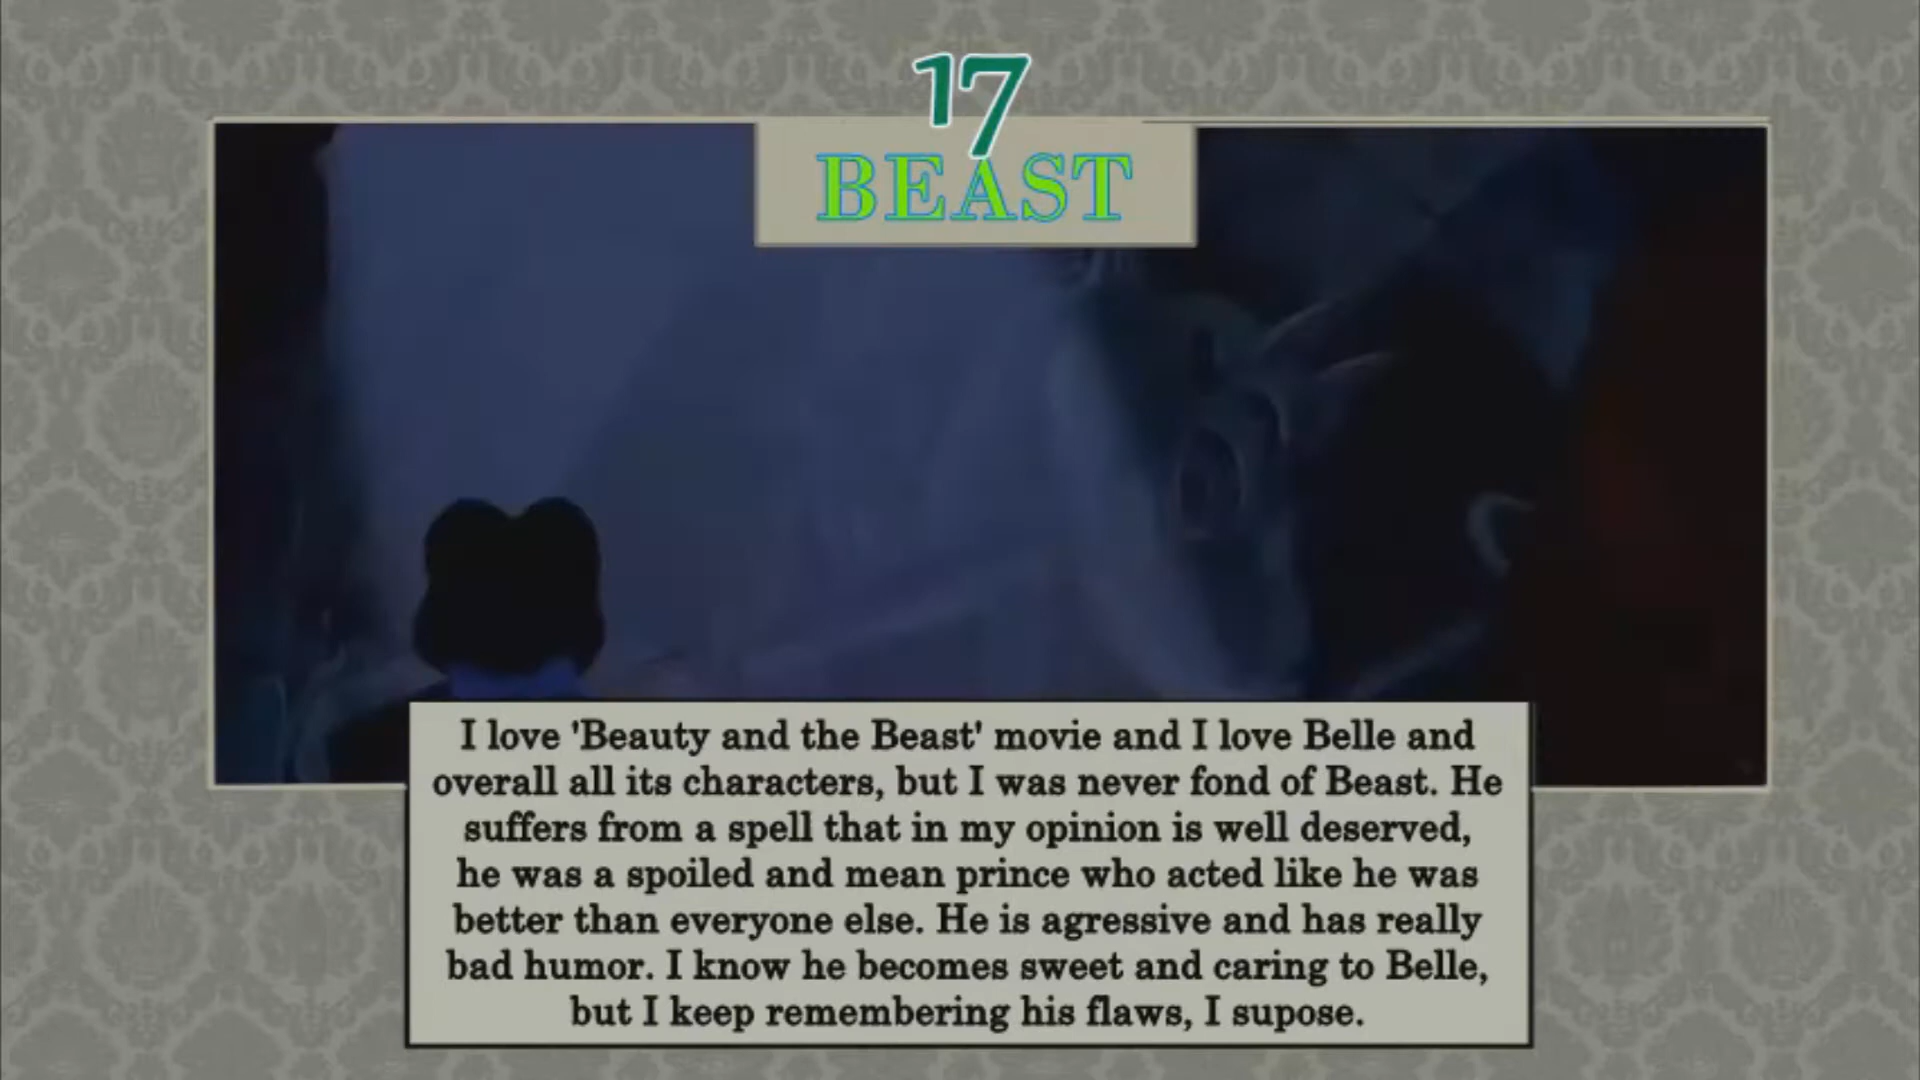 17
BEAST
I love 'Beauty and the Beast' movie and I love Belle and
overall all its characters, but I was never fond of Beast. He
suffers from a spell that in my opinion is well deserved,
he was a spoiled and mean prince who acted like he was
better than everyone else. He is agressive and has really
bad humor. I know he becomes sweet and caring to Belle,
but I keep remembering his flaws, I supose.